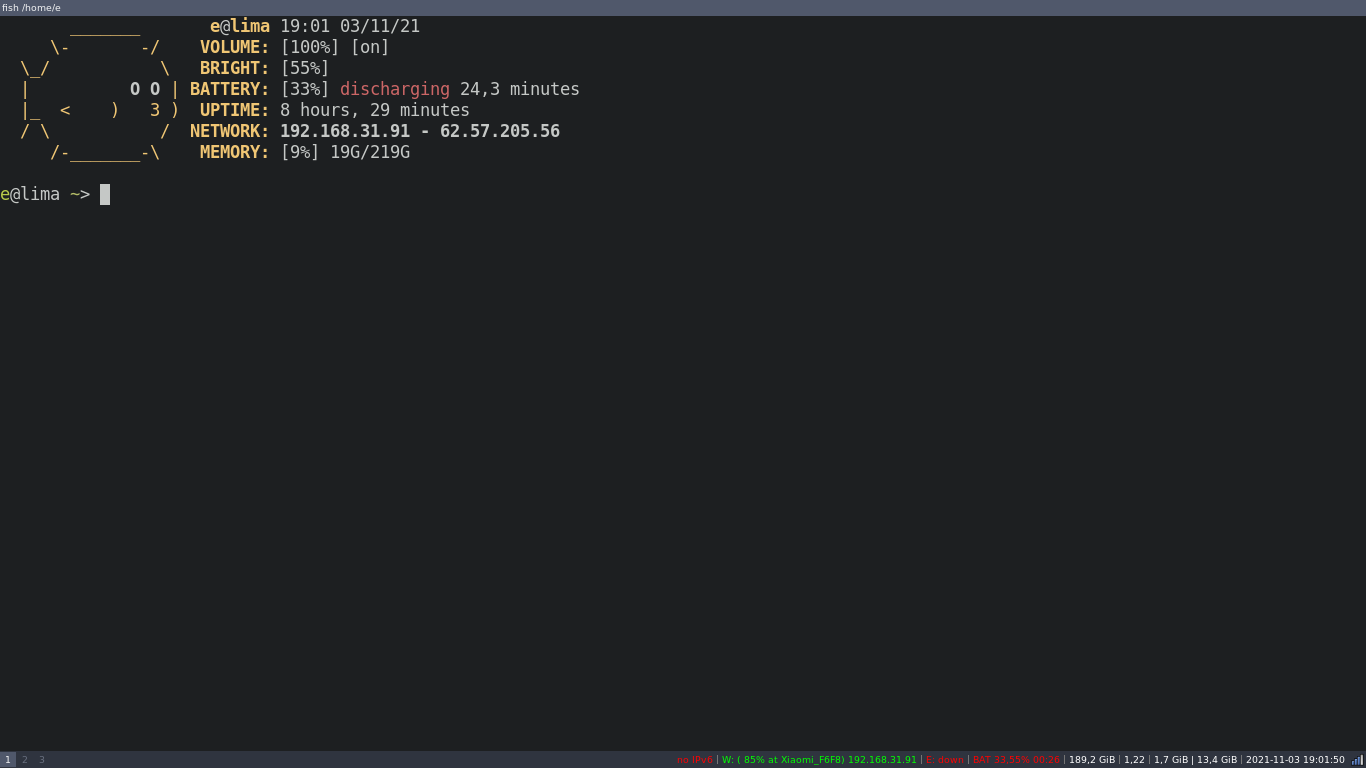 fish /home/e
       _______       e@lima 19:01 03/11/21
     \-       -/    VOLUME: [100%] [on]
  \_/           \   BRIGHT: [55%]
  |          O O | BATTERY: [33%] discharging 24,3 minutes
  |_  <    )   3 )  UPTIME: 8 hours, 29 minutes
  / \           /  NETWORK: 192.168.31.91 - 62.57.205.56
     /-_______-\    MEMORY: [9%] 19G/219G
e@lima ~>
1 2 3 no IPv6 | W: ( 85% at Xiaomi_F6F8) 192.168.31.91 | E: down | BAT 33,55% 00:26 | 189,2 GiB | 1,22 | 1,7 GiB | 13,4 GiB | 2021-11-03 19:01:50